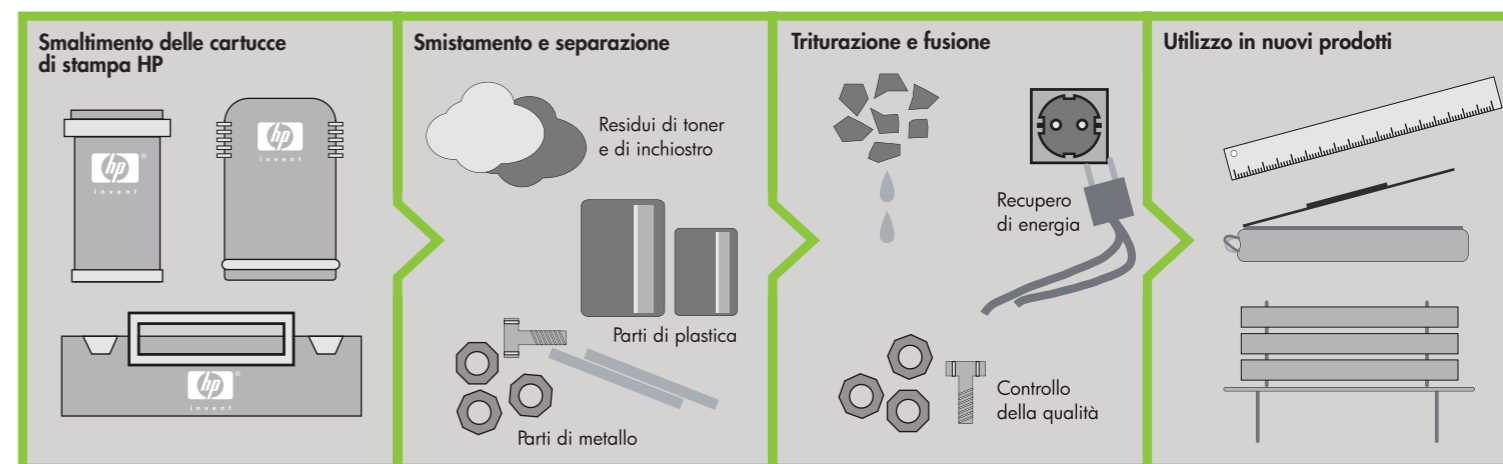 Smaltimento delle cartucce
di stampa HP
hp
®
invent
hp
invent
hp
invent
Smistamento e separazione
Residui di toner
e di inchiostro
Parti di plastica
Parti di metallo
Triturazione e fusione
Recupero
di energia
Controllo
della qualità
Utilizzo in nuovi prodotti